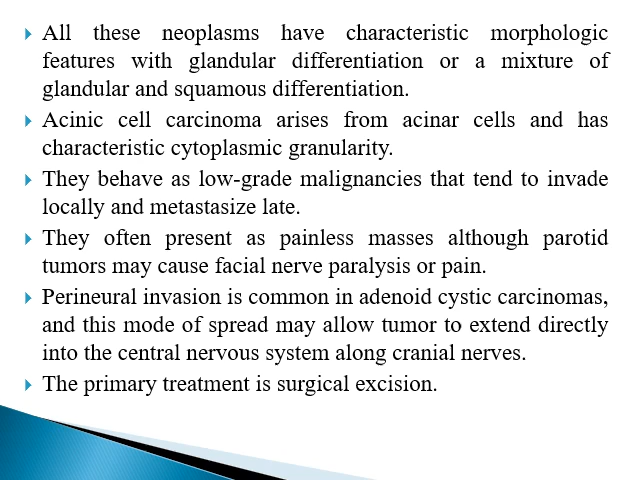 All these neoplasms have characteristic morphologic
features with glandular differentiation or a mixture of
glandular and squamous differentiation.
Acinic cell carcinoma arises from acinar cells and has
characteristic cytoplasmic granularity.
They behave as low-grade malignancies that tend to invade
locally and metastasize late.
They often present as painless masses although parotid
tumors may cause facial nerve paralysis or pain.
Perineural invasion is common in adenoid cystic carcinomas,
and this mode of spread may allow tumor to extend directly
into the central nervous system along cranial nerves.
The primary treatment is surgical excision.